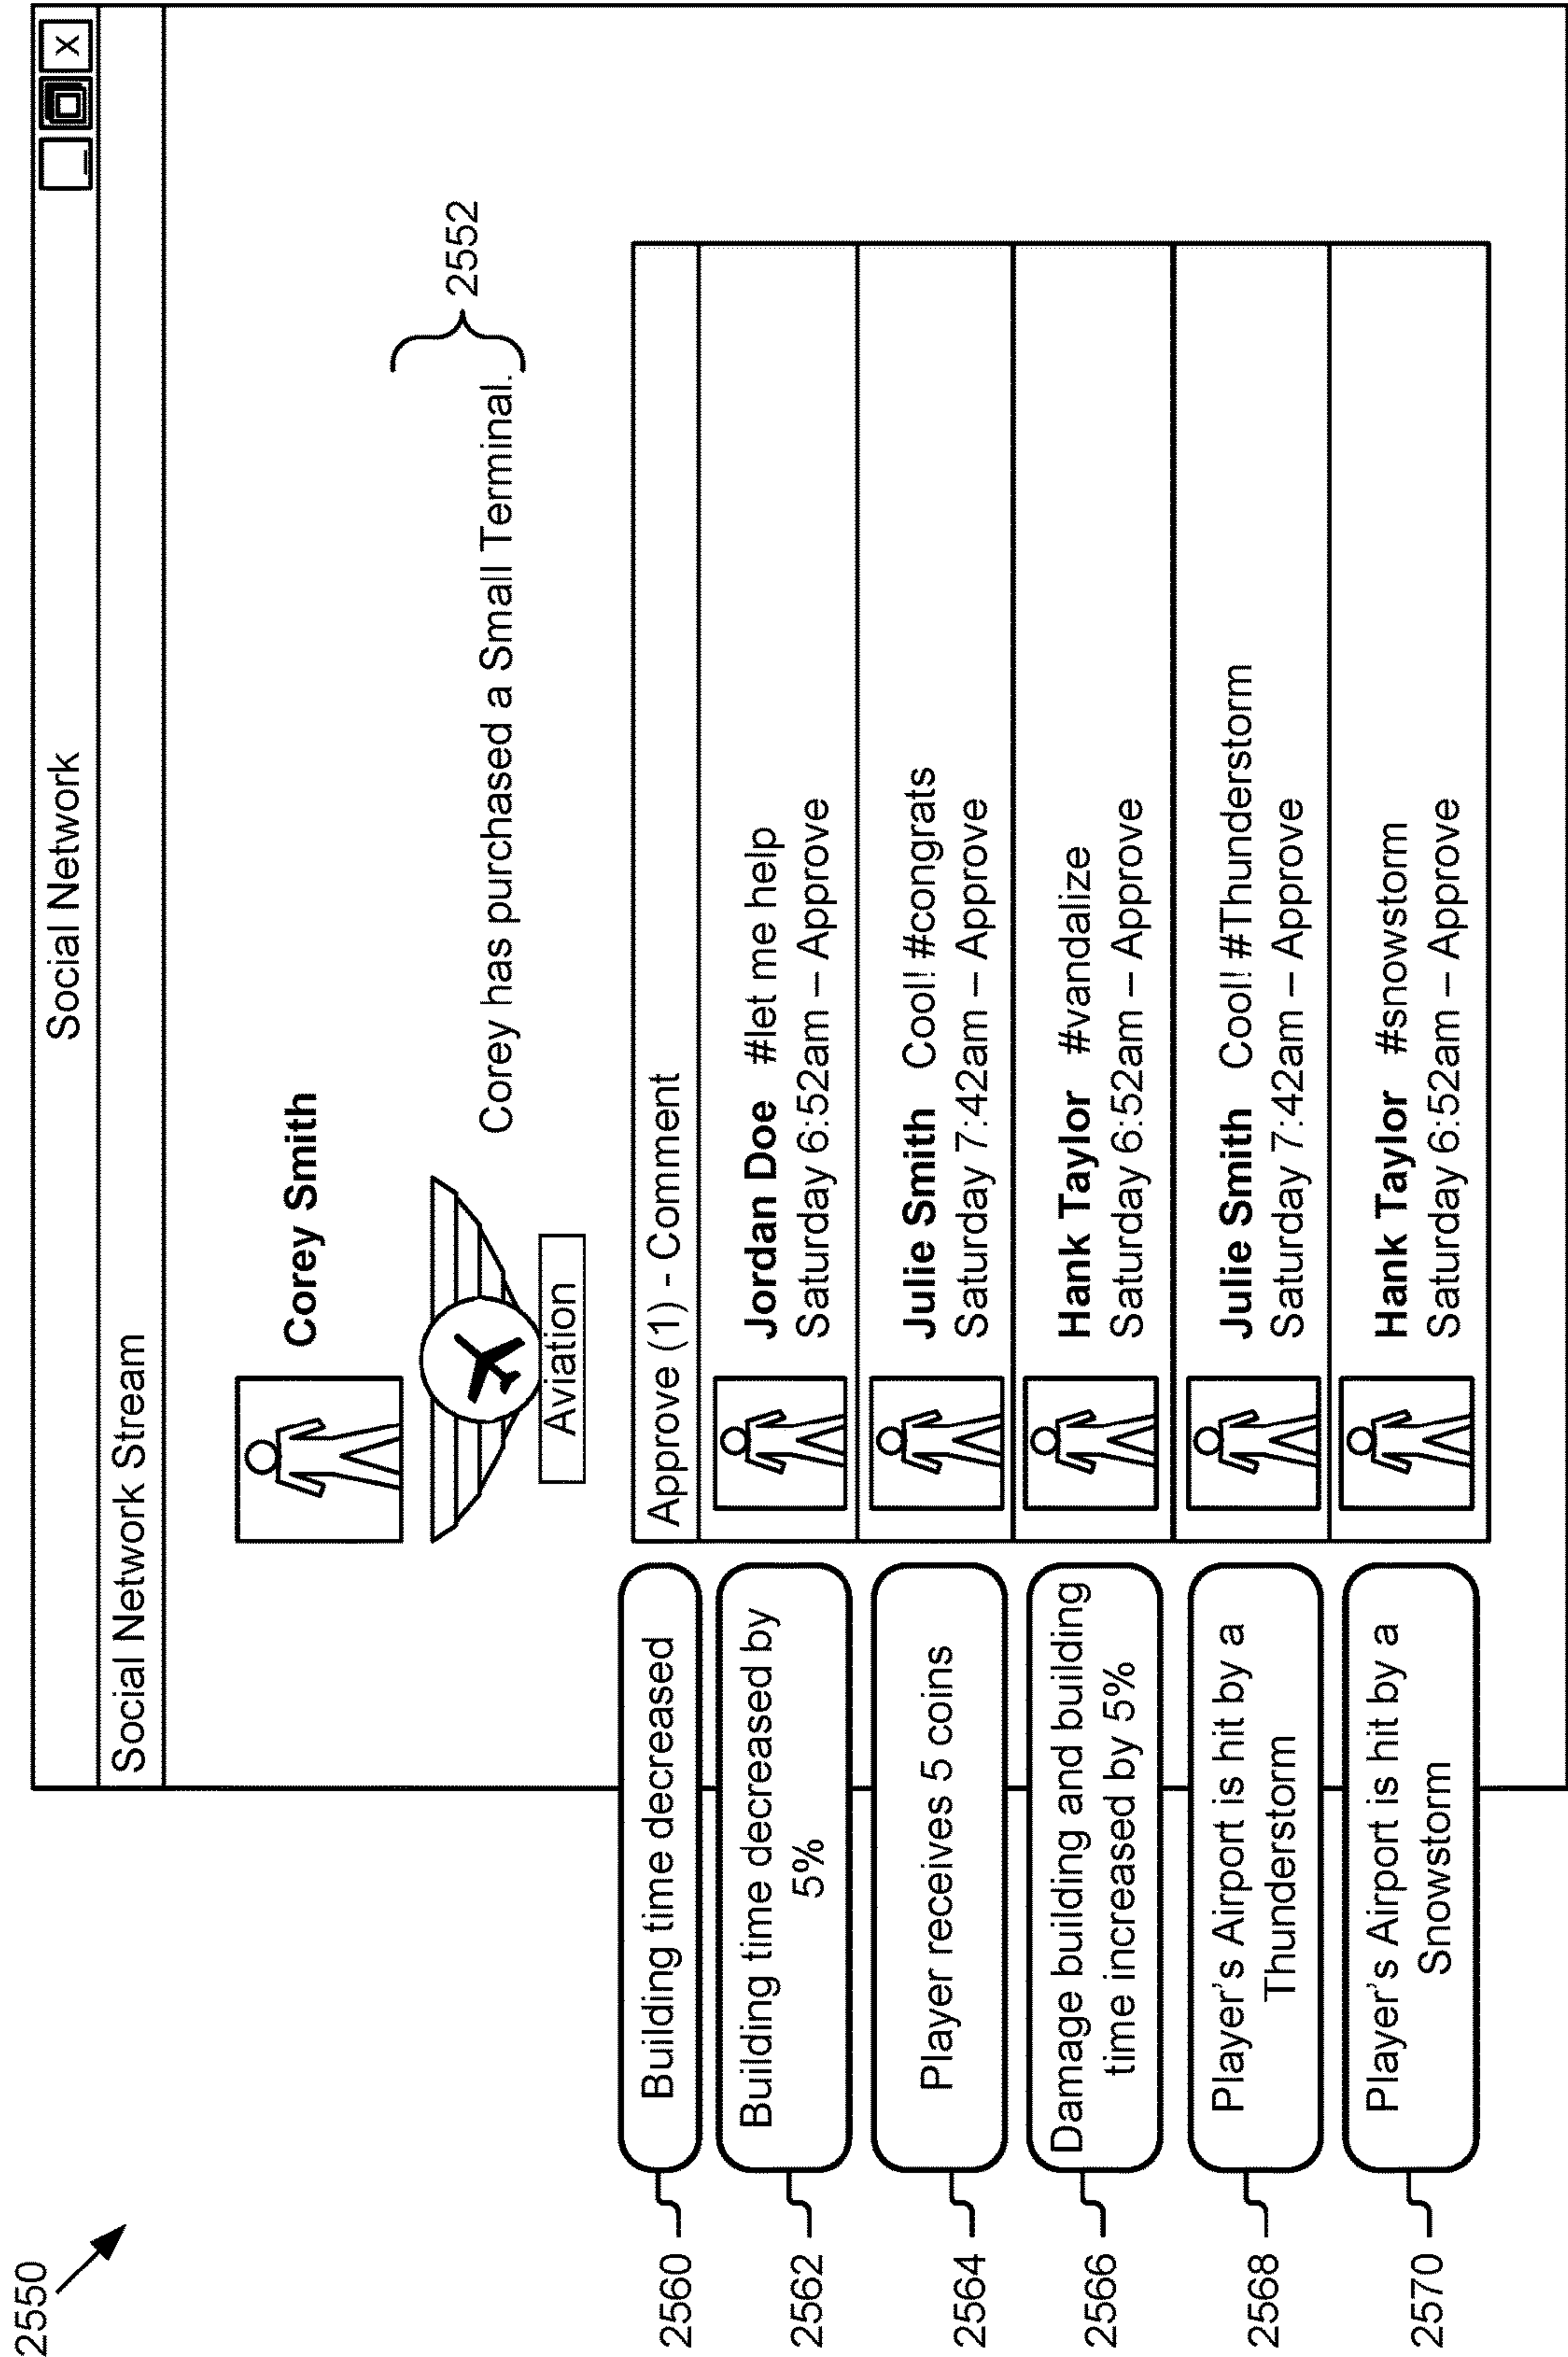 2550
Social Network
X
Social Network Stream
Corey Smith
Aviation
Corey has purchased a Small Terminal.
2552
2560
Building time decreased
Approve (1) - Comment
2562
Building time decreased by
5%
Jordan Doe #let me help
Saturday 6:52am – Approve
2564
Player receives 5 coins
Julie Smith Cool! #congrats
Saturday 7:42am – Approve
2566
Damage building and building
time increased by 5%
Hank Taylor #vandalize
Saturday 6:52am – Approve
2568
Player's Airport is hit by a
Thunderstorm
Julie Smith Cool! #Thunderstorm
Saturday 7:42am – Approve
2570
Player's Airport is hit by a
Snowstorm
Hank Taylor #snowstorm
Saturday 6:52am – Approve